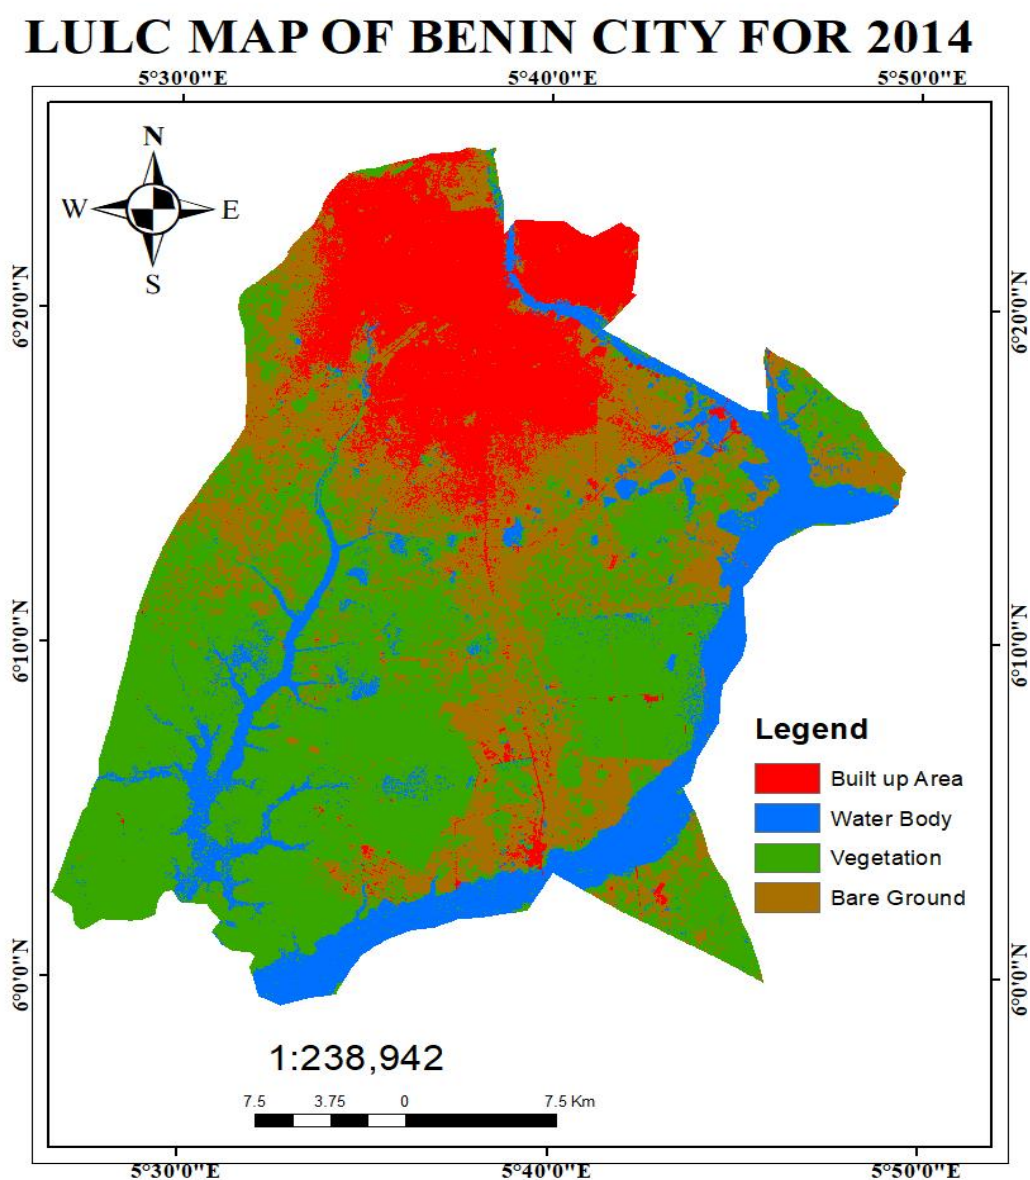 LULC MAP OF BENIN CITY FOR 2014
5°30'0"E 5°40'0"E 5°50'0"E
N
W E
S
6°20'0"N 6°20'0"N
6°10'0"N 6°10'0"N
Legend
Built up Area
Water Body
Vegetation
Bare Ground
6°0'0"N 6°0'0"N
1:238,942
7.5 3.75 0 7.5 Km
5°30'0"E 5°40'0"E 5°50'0"E